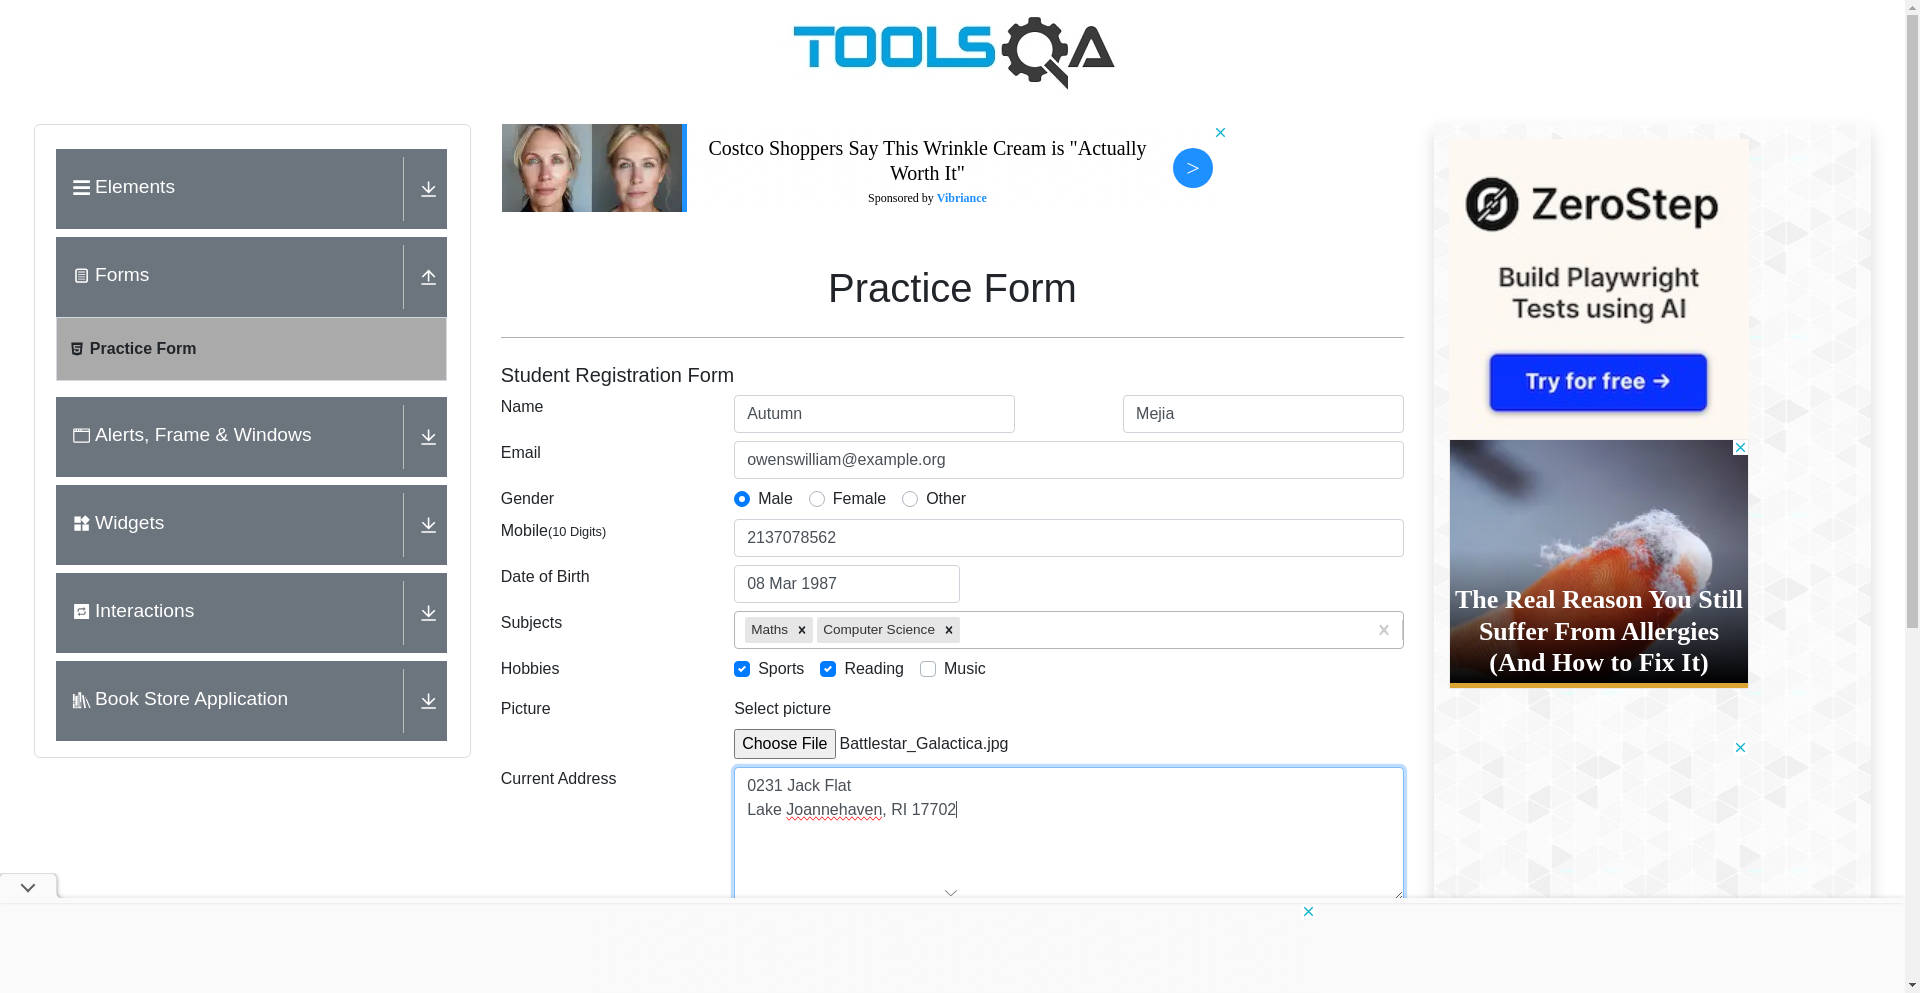 TOOLSQA
Elements
Forms
Practice Form
Alerts, Frame & Windows
Widgets
Interactions
Book Store Application
Costco Shoppers Say This Wrinkle Cream is "Actually
Worth It"
Sponsored by Vibriance
>
Practice Form
Student Registration Form
Name
Autumn
Mejia
Email
owenswilliam@example.org
Gender
Male Female Other
Mobile(10 Digits)
2137078562
Date of Birth
08 Mar 1987
Subjects
Maths Computer Science
Hobbies
Sports Reading Music
Picture
Select picture
Choose File Battlestar_Galactica.jpg
Current Address
0231 Jack Flat
Lake Joannehaven, RI 17702
ZeroStep
Build Playwright
Tests using AI
Try for free →
The Real Reason You Still
Suffer From Allergies
(And How to Fix It)